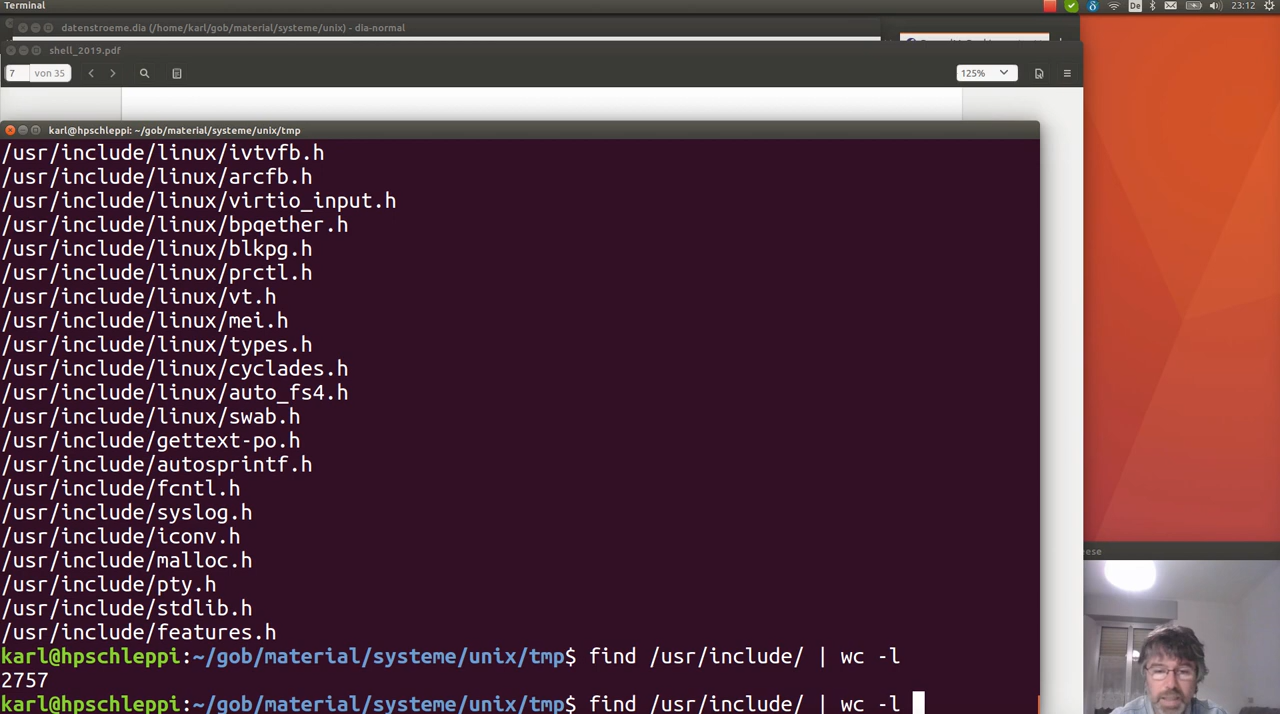 Terminal
De
23:12
datenstroeme.dia (/home/karl/gob/material/systeme/unix) - dia-normal
shell_2019.pdf
7 von 35
125%
karl@hpschleppi: ~/gob/material/systeme/unix/tmp
/usr/include/linux/ivtvfb.h
/usr/include/linux/arcfb.h
/usr/include/linux/virtio_input.h
/usr/include/linux/bpqether.h
/usr/include/linux/blkpg.h
/usr/include/linux/prctl.h
/usr/include/linux/vt.h
/usr/include/linux/mei.h
/usr/include/linux/types.h
/usr/include/linux/cyclades.h
/usr/include/linux/auto_fs4.h
/usr/include/linux/swab.h
/usr/include/gettext-po.h
/usr/include/autosprintf.h
/usr/include/fcntl.h
/usr/include/syslog.h
/usr/include/iconv.h
/usr/include/malloc.h
/usr/include/pty.h
/usr/include/stdlib.h
/usr/include/features.h
karl@hpschleppi:~/gob/material/systeme/unix/tmp$ find /usr/include/ | wc -l
2757
karl@hpschleppi:~/gob/material/systeme/unix/tmp$ find /usr/include/ | wc -l